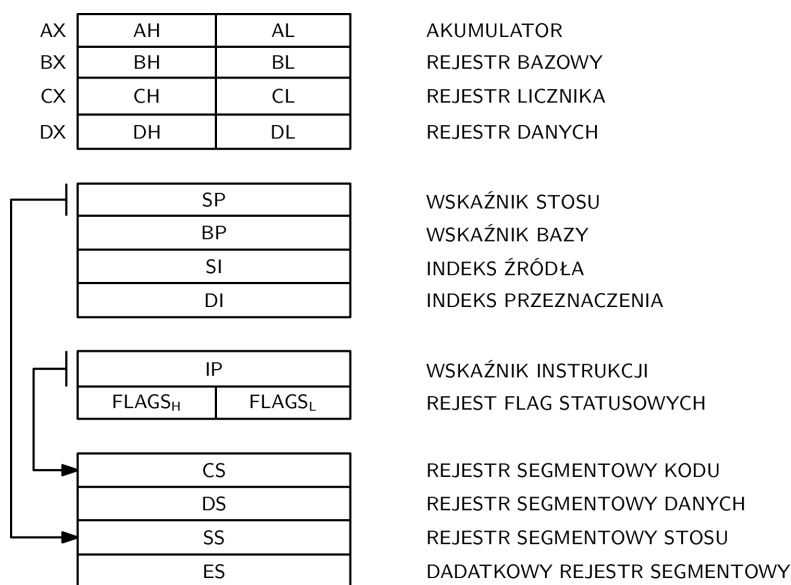 AX AH AL AKUMULATOR
BX BH BL REJESTR BAZOWY
CX CH CL REJESTR LICZNIKA
DX DH DL REJESTR DANYCH
SP WSKAŹNIK STOSU
BP WSKAŹNIK BAZY
SI INDEKS ŹRÓDŁA
DI INDEKS PRZEZNACZENIA
IP WSKAŹNIK INSTRUKCJI
FLAGSH FLAGSL REJEST FLAG STATUSOWYCH
CS REJESTR SEGMENTOWY KODU
DS REJESTR SEGMENTOWY DANYCH
SS REJESTR SEGMENTOWY STOSU
ES DADATKOWY REJESTR SEGMENTOWY